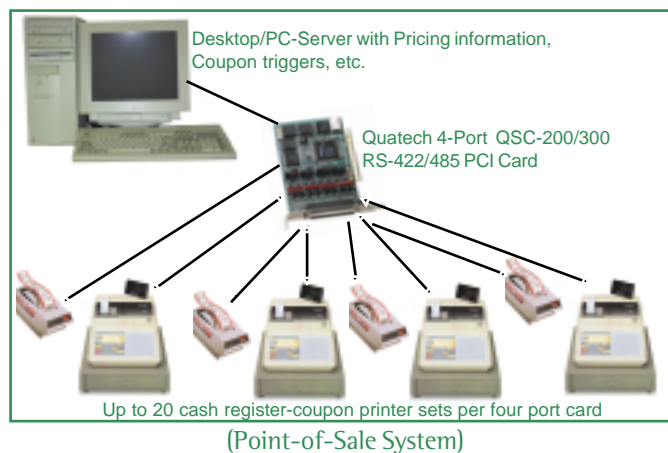 Desktop/PC-Server with Pricing information,
Coupon triggers, etc.
Quatech 4-Port QSC-200/300
RS-422/485 PCI Card
Up to 20 cash register-coupon printer sets per four port card
(Point-of-Sale System)